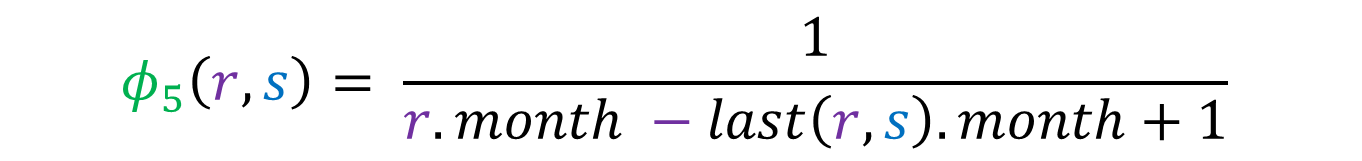 ϕ₅(r, s) = 1 / (r. month − last(r, s). month + 1)